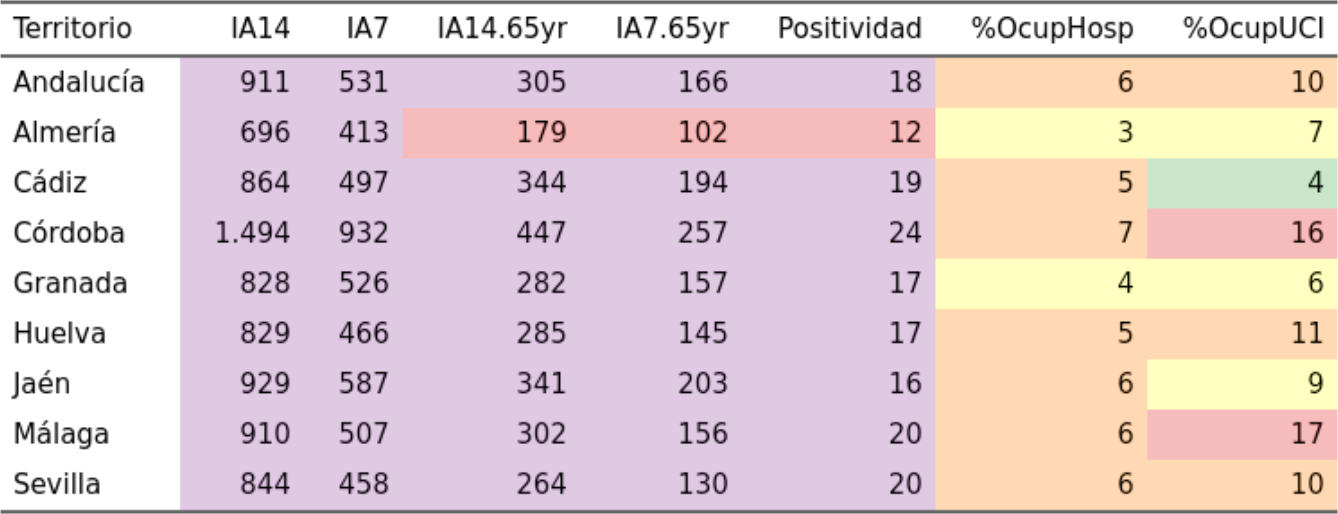 Territorio IA14 IA7 IA14.65yr IA7.65yr Positividad %OcupHosp %OcupUCI
Andalucía 911 531 305 166 18 6 10
Almería 696 413 179 102 12 3 7
Cádiz 864 497 344 194 19 5 4
Córdoba 1.494 932 447 257 24 7 16
Granada 828 526 282 157 17 4 6
Huelva 829 466 285 145 17 5 11
Jaén 929 587 341 203 16 6 9
Málaga 910 507 302 156 20 6 17
Sevilla 844 458 264 130 20 6 10